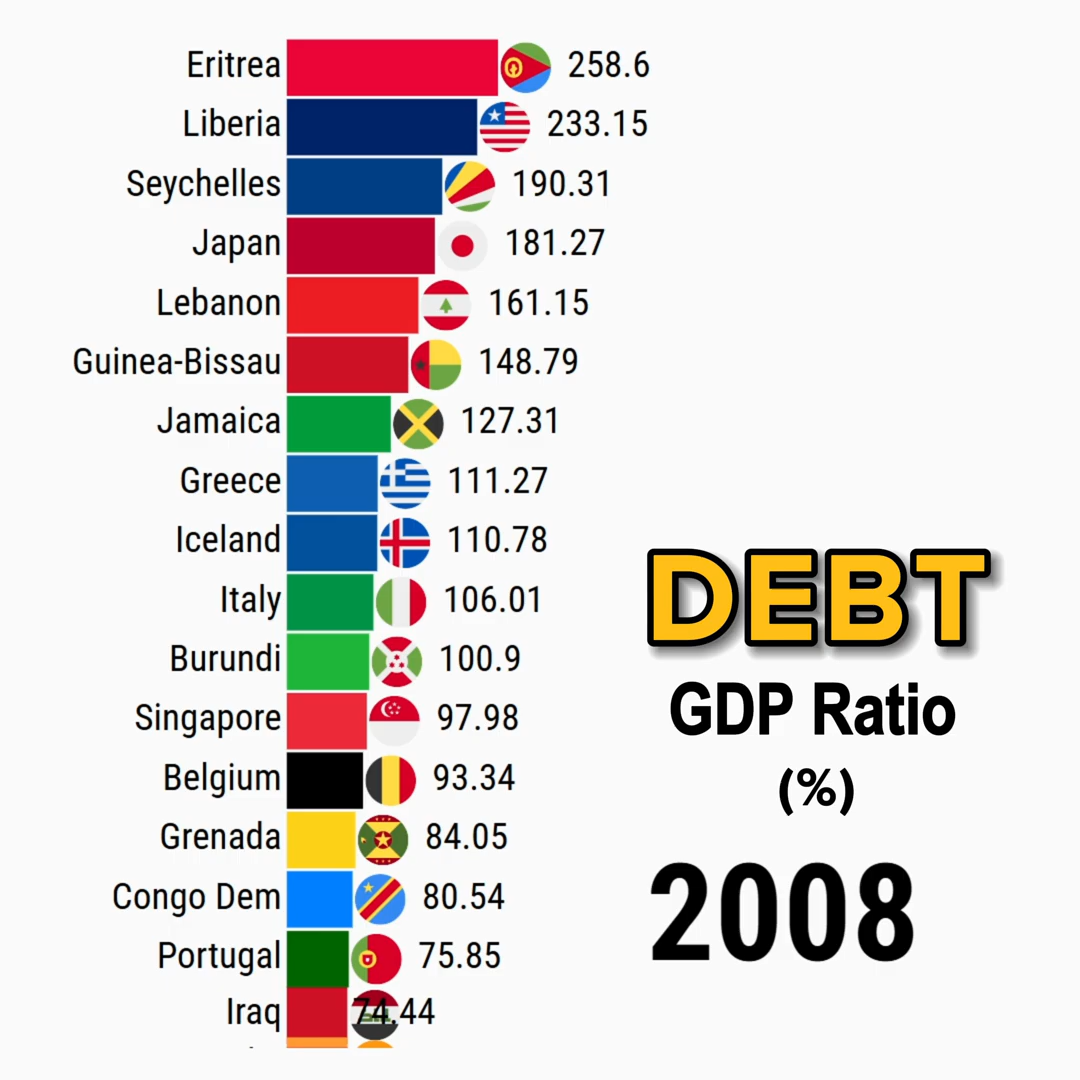 Eritrea 258.6
Liberia 233.15
Seychelles 190.31
Japan 181.27
Lebanon 161.15
Guinea-Bissau 148.79
Jamaica 127.31
Greece 111.27
Iceland 110.78
Italy 106.01
Burundi 100.9
Singapore 97.98
Belgium 93.34
Grenada 84.05
Congo Dem 80.54
Portugal 75.85
Iraq 74.44
DEBT
GDP Ratio
(%)
2008